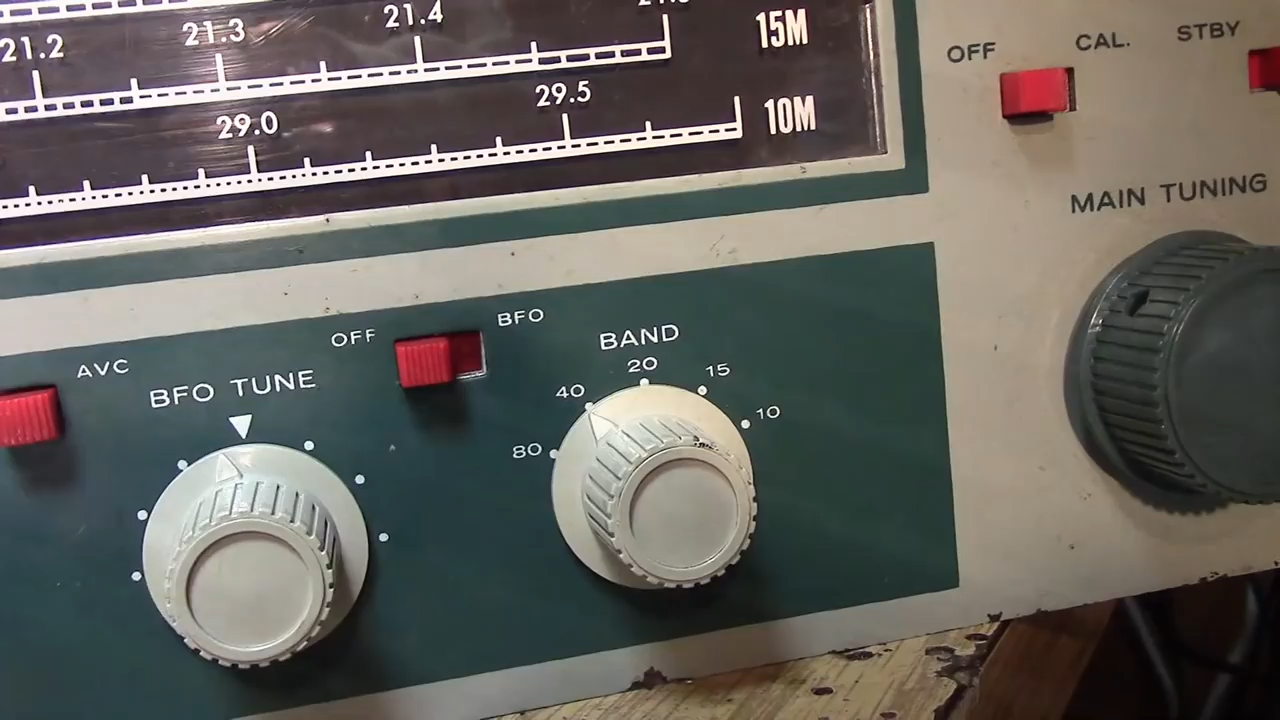 21.2 21.3 21.4 15M
29.0 29.5 10M
OFF CAL. STBY
MAIN TUNING
AVC
BFO TUNE
OFF BFO
BAND
80 40 20 15 10